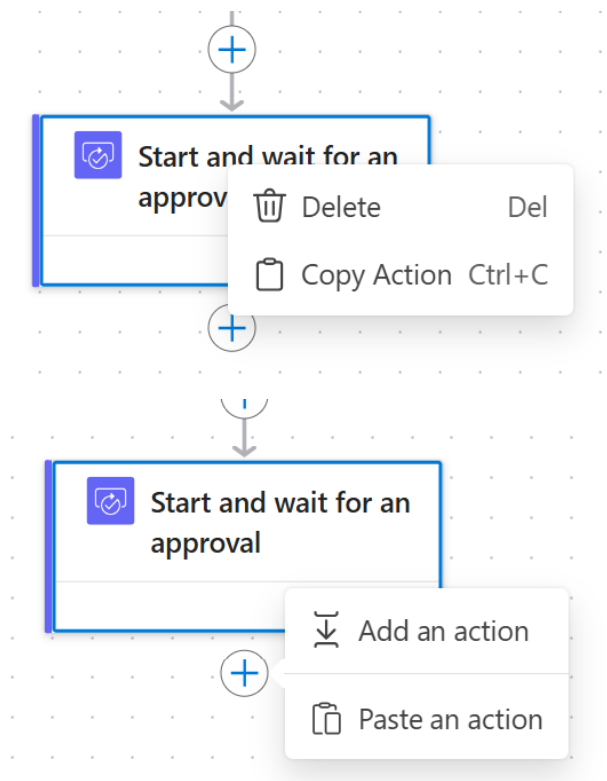 Start and wait for an
approv
Delete Del
Copy Action Ctrl+C
Start and wait for an
approval
Add an action
Paste an action